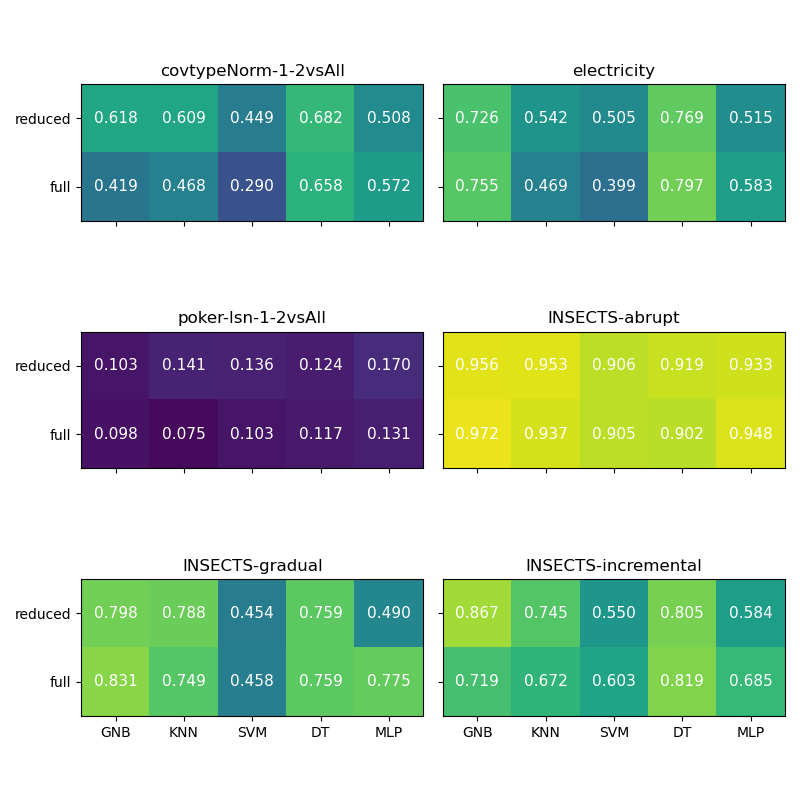 covtypeNorm-1-2vsAll electricity
reduced 0.618 0.609 0.449 0.682 0.508 0.726 0.542 0.505 0.769 0.515
full 0.419 0.468 0.290 0.658 0.572 0.755 0.469 0.399 0.797 0.583
poker-lsn-1-2vsAll INSECTS-abrupt
reduced 0.103 0.141 0.136 0.124 0.170 0.956 0.953 0.906 0.919 0.933
full 0.098 0.075 0.103 0.117 0.131 0.972 0.937 0.905 0.902 0.948
INSECTS-gradual INSECTS-incremental
reduced 0.798 0.788 0.454 0.759 0.490 0.867 0.745 0.550 0.805 0.584
full 0.831 0.749 0.458 0.759 0.775 0.719 0.672 0.603 0.819 0.685
GNB KNN SVM DT MLP GNB KNN SVM DT MLP